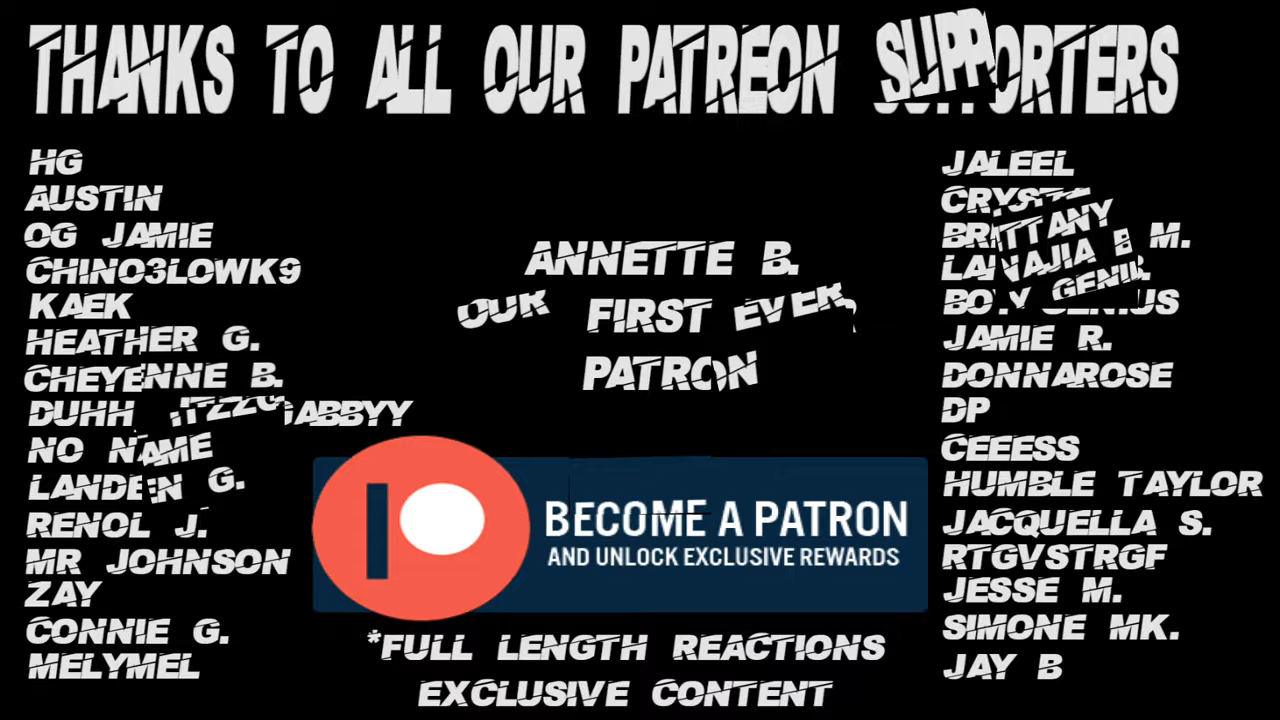 THANKS TO ALL OUR PATREON SUPPORTERS
HG
AUSTIN
OG JAMIE
CHINO3LOWK9
KAEK
HEATHER G.
CHEYENNE B.
DUHH ITZZGABBYY
NO NAME
LANDEN G.
RENOL J.
MR JOHNSON
ZAY
CONNIE G.
MELYMEL
ANNETTE B.
OUR FIRST EVER
PATRON
BECOME A PATRON
AND UNLOCK EXCLUSIVE REWARDS
*FULL LENGTH REACTIONS
EXCLUSIVE CONTENT
JALEEL
BRITTANY M.
JAMIE R.
DONNAROSE
DP
CEEESS
HUMBLE TAYLOR
JACQUELLA S.
RTGVSTRGF
JESSE M.
SIMONE MK.
JAY B